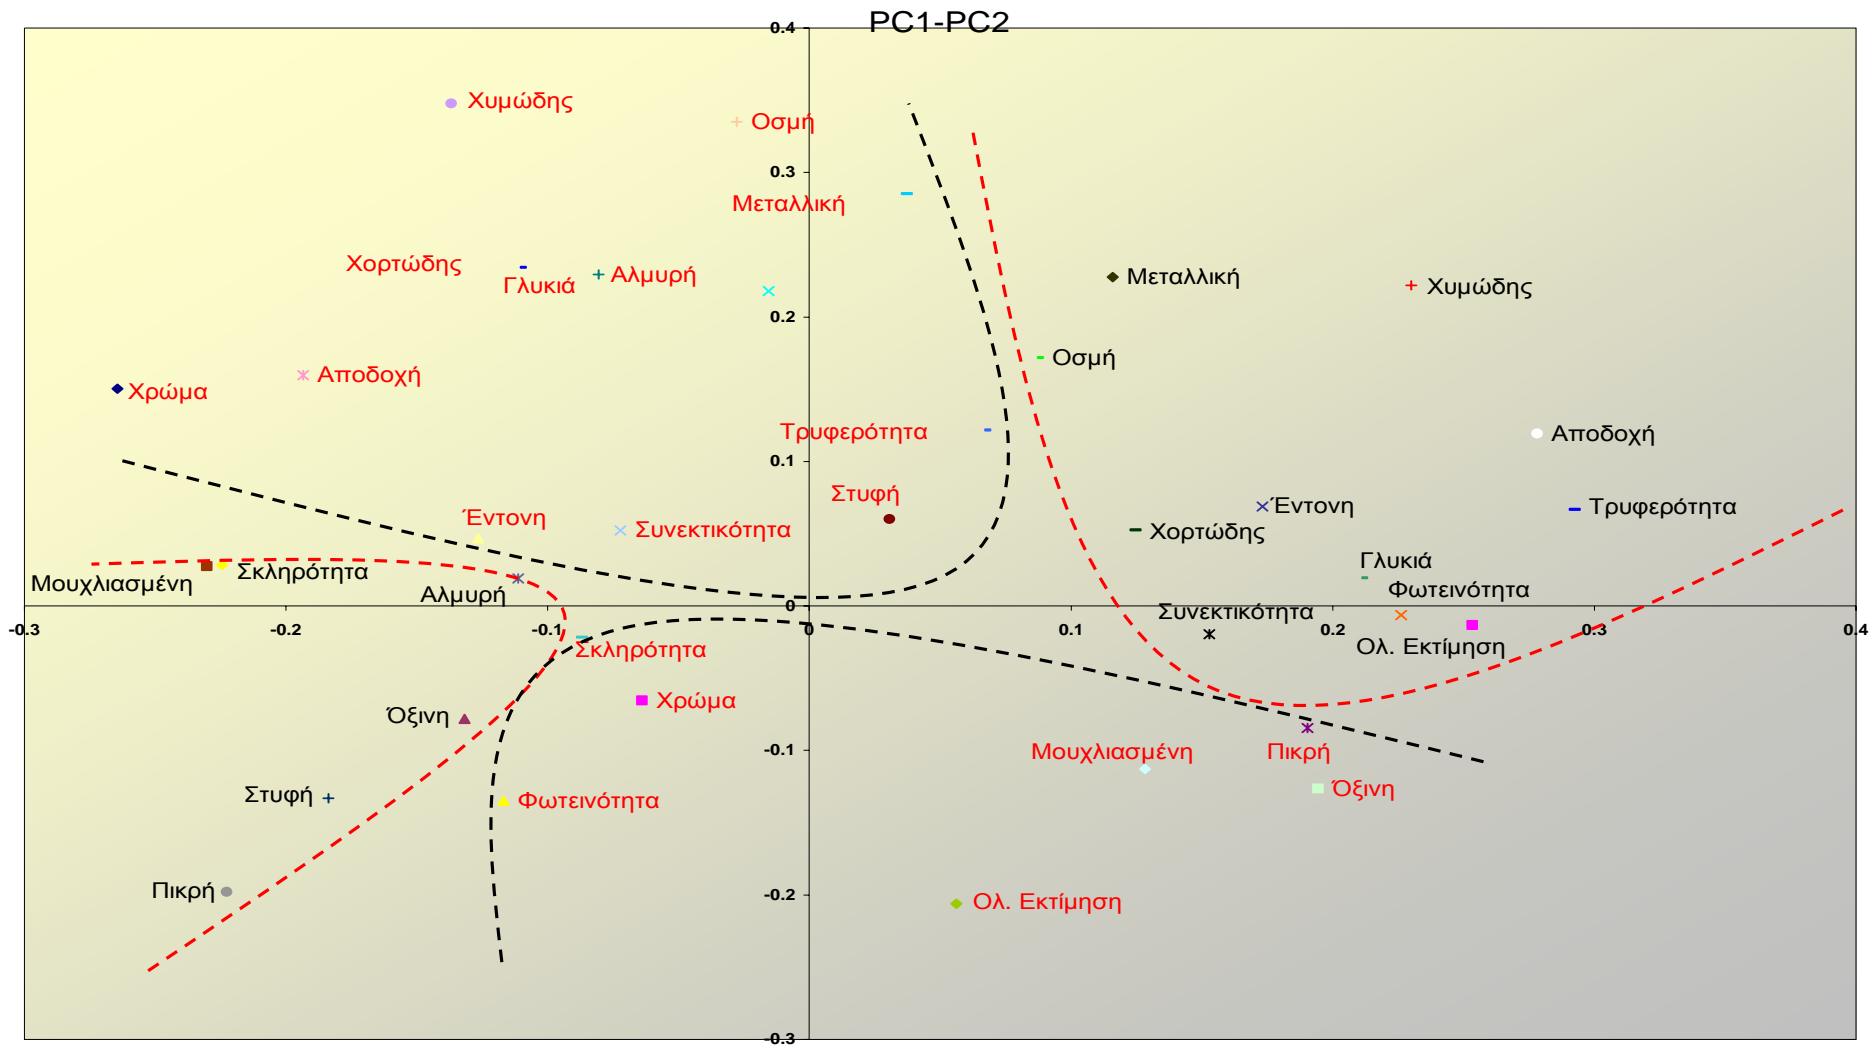 PC1-PC2
0.4
Χυμώδης
Οσμή
0.3
Μεταλλική
Χορτώδης
Γλυκιά
Αλμυρή
Μεταλλική
Χυμώδης
0.2
Οσμή
Χρώμα
Αποδοχή
Τρυφερότητα
Αποδοχή
0.1
Στυφή
Έντονη
Συνεκτικότητα
Χορτώδης
Έντονη
Τρυφερότητα
Μουχλιασμένη
Σκληρότητα
Αλμυρή
Γλυκιά
Φωτεινότητα
0
Συνεκτικότητα
-0.3
-0.2
-0.1
0
0.1
0.2
0.3
0.4
Σκληρότητα
Ολ. Εκτίμηση
Όξινη
Χρώμα
-0.1
Μουχλιασμένη
Πικρή
Στυφή
Φωτεινότητα
Όξινη
Πικρή
-0.2
Ολ. Εκτίμηση
-0.3